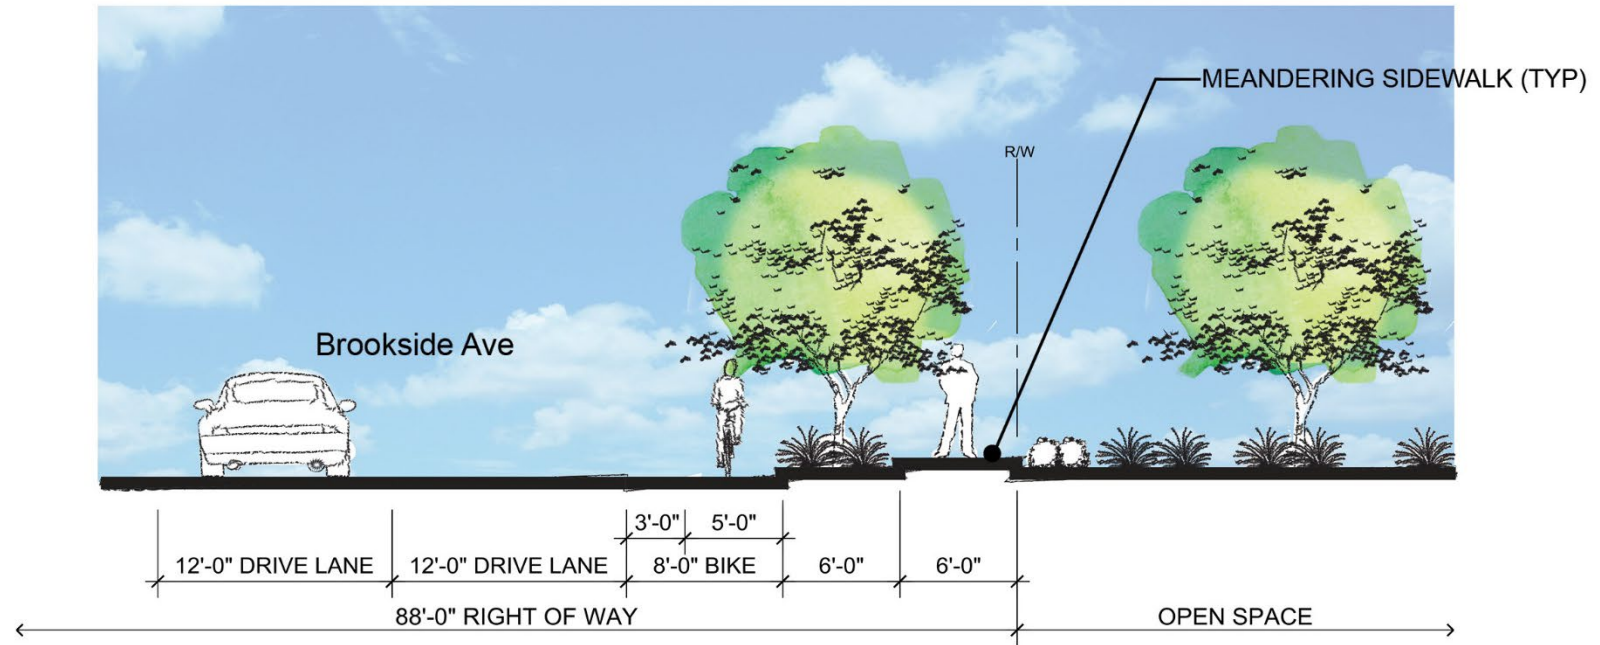 MEANDERING SIDEWALK (TYP)
R/W
Brookside Ave
3'-0" 5'-0"
12'-0" DRIVE LANE 12'-0" DRIVE LANE 8'-0" BIKE 6'-0" 6'-0"
88'-0" RIGHT OF WAY OPEN SPACE